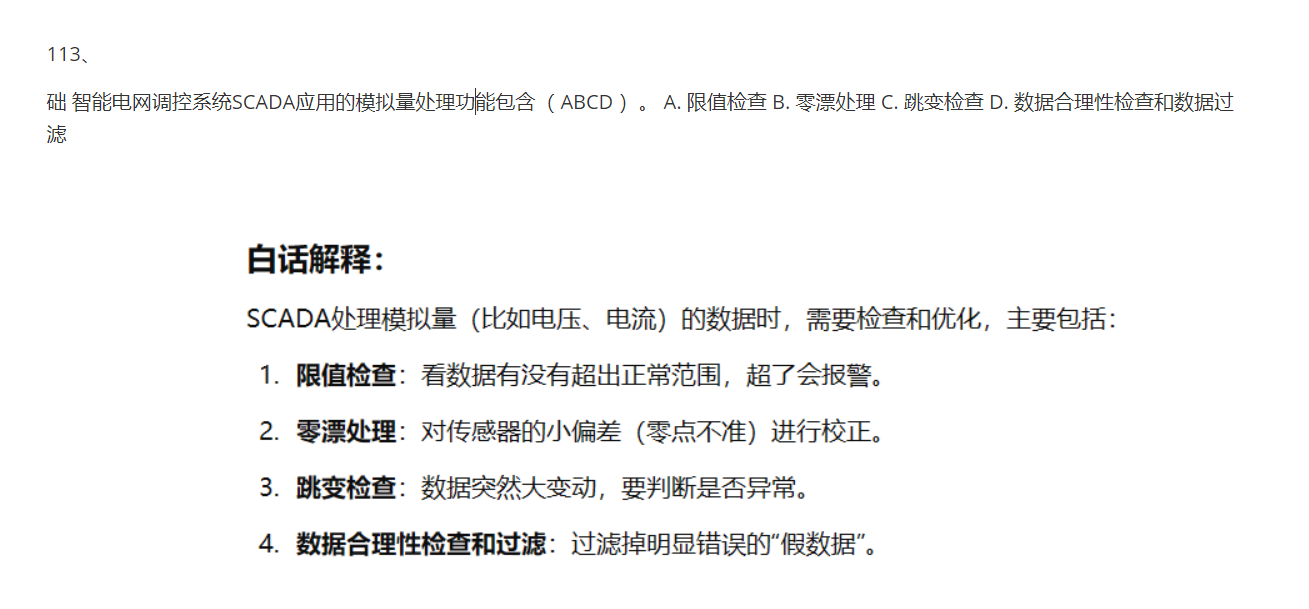 113、
础 智能电网调控系统SCADA应用的模拟量处理功能包含（ ABCD ）。 A. 限值检查 B. 零漂处理 C. 跳变检查 D. 数据合理性检查和数据过
滤
白话解释：
SCADA处理模拟量（比如电压、电流）的数据时，需要检查和优化，主要包括：
1. 限值检查：看数据有没有超出正常范围，超了会报警。
2. 零漂处理：对传感器的小偏差（零点不准）进行校正。
3. 跳变检查：数据突然大变动，要判断是否异常。
4. 数据合理性检查和过滤：过滤掉明显错误的“假数据”。